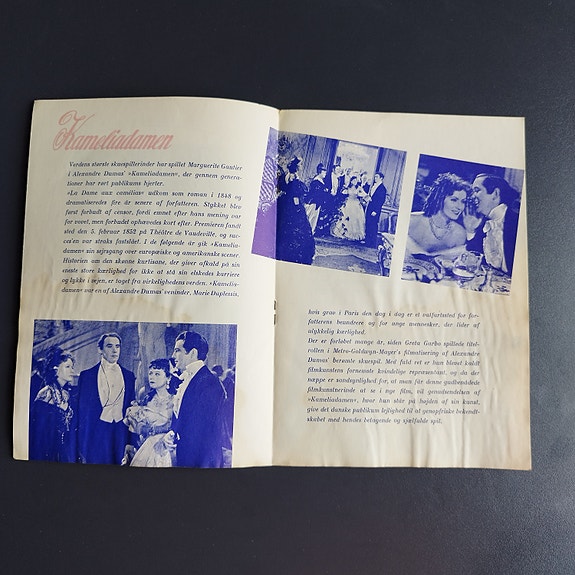 Kameliadamen
Verdens største skuespillerinder har spillet Marguerite Gautier
i Alexandre Dumas' »Kameliadamen«, der gennem genera-
tioner har rørt publikums hjerter.
»La Dame aux camélias« udkom som roman i 1848 og
dramatiseredes fire år senere af forfatteren. Stykket blev
først forbudt af censor, fordi emnet efter hans mening var
for vovet, men forbudet ophævedes kort efter. Premieren fandt
sted den 5. februar 1852 på Théâtre de Vaudeville, og suc-
ces'en var straks fastslået. I de følgende år gik »Kamelia-
damen« sin sejrsgang over europæiske og amerikanske scener.
Historien om den skønne kurtisane, der giver afkald på sin
eneste store kærlighed for ikke at stå sin elskedes karriere
og lykke i vejen, er taget fra virkelighedens verden. »Kamelia-
damen« var en af Alexandre Dumas' veninder, Marie Duplessis,
hvis grav i Paris den dag i dag er et valfartssted for for-
fatterens beundrere og for unge mennesker, der lider af
ulykkelig kærlighed.
Der er forløbet mange år, siden Greta Garbo spillede titel-
rollen i Metro-Goldwyn-Mayer's filmatisering af Alexandre
Dumas' berømte skuespil. Med fuld ret er hun blevet kaldt
filmkunstens fornemste kvindelige repræsentant, og da der
næppe er sandsynlighed for, at man får denne gudbenådede
filmkunstnerinde at se i nye film, vil genudsendelsen af
»Kameliadamen«, hvor hun står på højden af sin kunst,
give det danske publikum lejlighed til at genopfriske bekendt-
skabet med hendes betagende og sjælfulde spil.